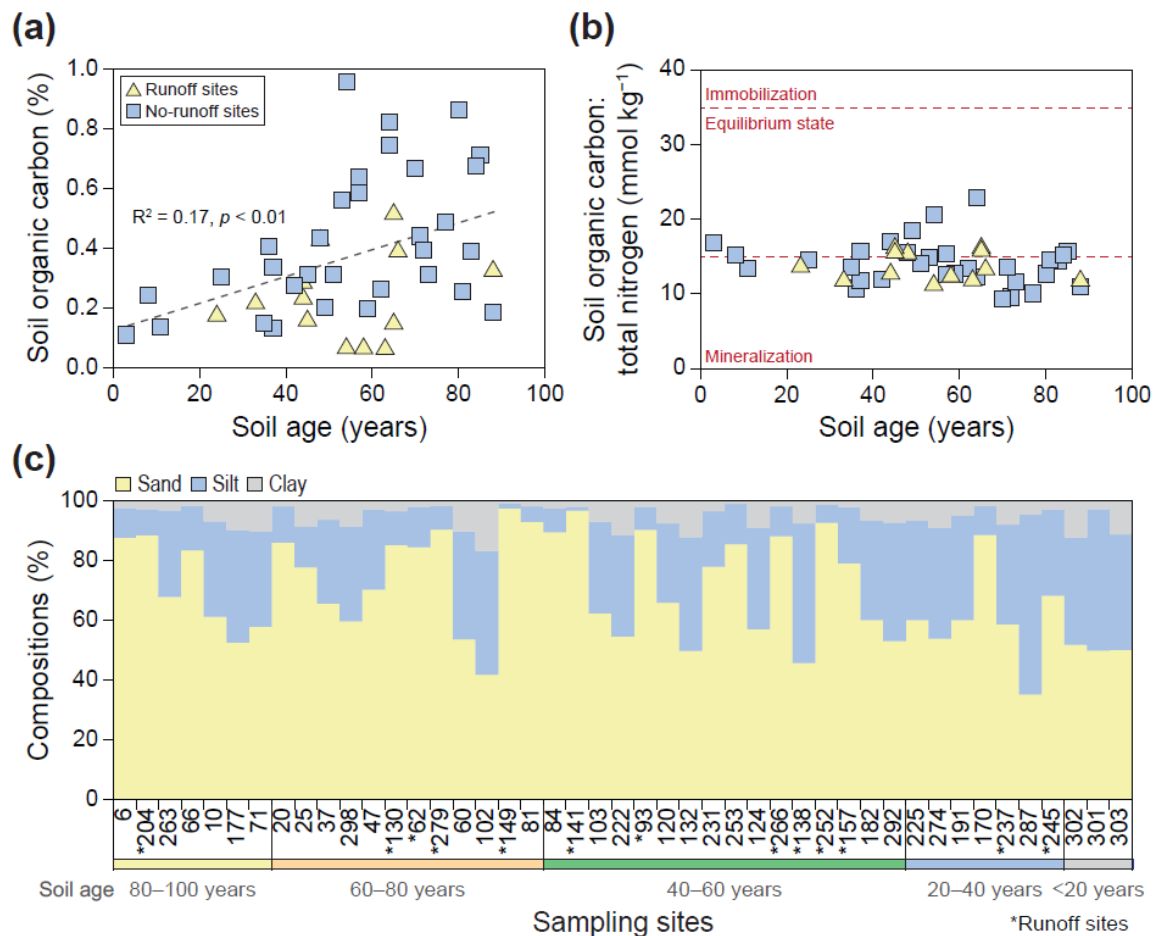 (a)
Soil organic carbon (%)
1.0
0.8
0.6
0.4
0.2
0.0
Runoff sites
No-runoff sites
R² = 0.17, p < 0.01
0 20 40 60 80 100
Soil age (years)
(b)
Soil organic carbon:
total nitrogen (mmol kg⁻¹)
40
30
20
10
0
Immobilization
Equilibrium state
Mineralization
0 20 40 60 80 100
Soil age (years)
(c)
Sand Silt Clay
Compositions (%)
100
80
60
40
20
0
6 *204 263 66 10 177 71 20 25 37 298 47 *130 *62 *279 60 102 *149 81 84 *141 103 222 *93 120 132 231 253 124 *266 *138 *252 *157 182 292 225 274 191 170 *237 287 *245 302 301 303
Soil age 80–100 years 60–80 years 40–60 years 20–40 years <20 years
Sampling sites
*Runoff sites